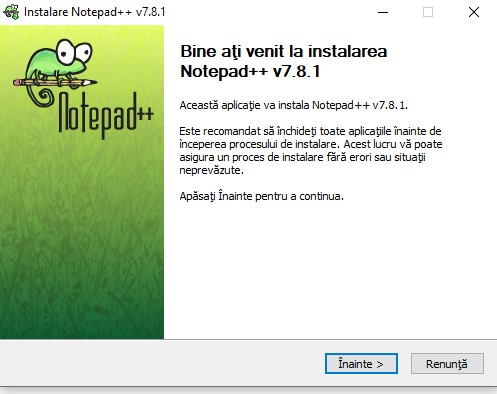 Instalare Notepad++ v7.8.1
Notepad++
Bine aţi venit la instalarea
Notepad++ v7.8.1
Această aplicaţie va instala Notepad++ v7.8.1.
Este recomandat să închideţi toate aplicaţiile înainte de
începerea procesului de instalare. Acest lucru vă poate
asigura un proces de instalare fără erori sau situaţii
neprevăzute.
Apăsaţi Înainte pentru a continua.
Înainte >
Renunţă